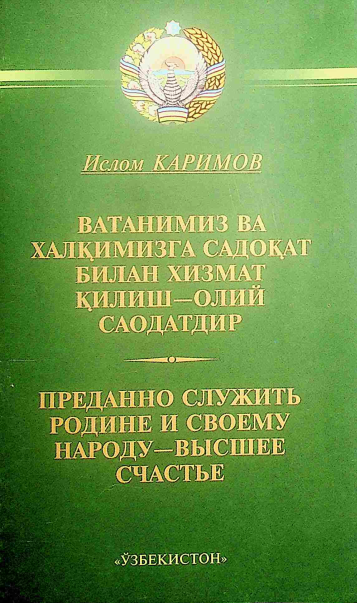 Ислом КАРИМОВ
ВАТАНИМИЗ ВА
ХАЛҚИМИЗГА САДОҚАТ
БИЛАН ХИЗМАТ
ҚИЛИШ—ОЛИЙ
САОДАТДИР
ПРЕДАННО СЛУЖИТЬ
РОДИНЕ И СВОЕМУ
НАРОДУ—ВЫСШЕЕ
СЧАСТЬЕ
«ЎЗБЕКИСТОН»